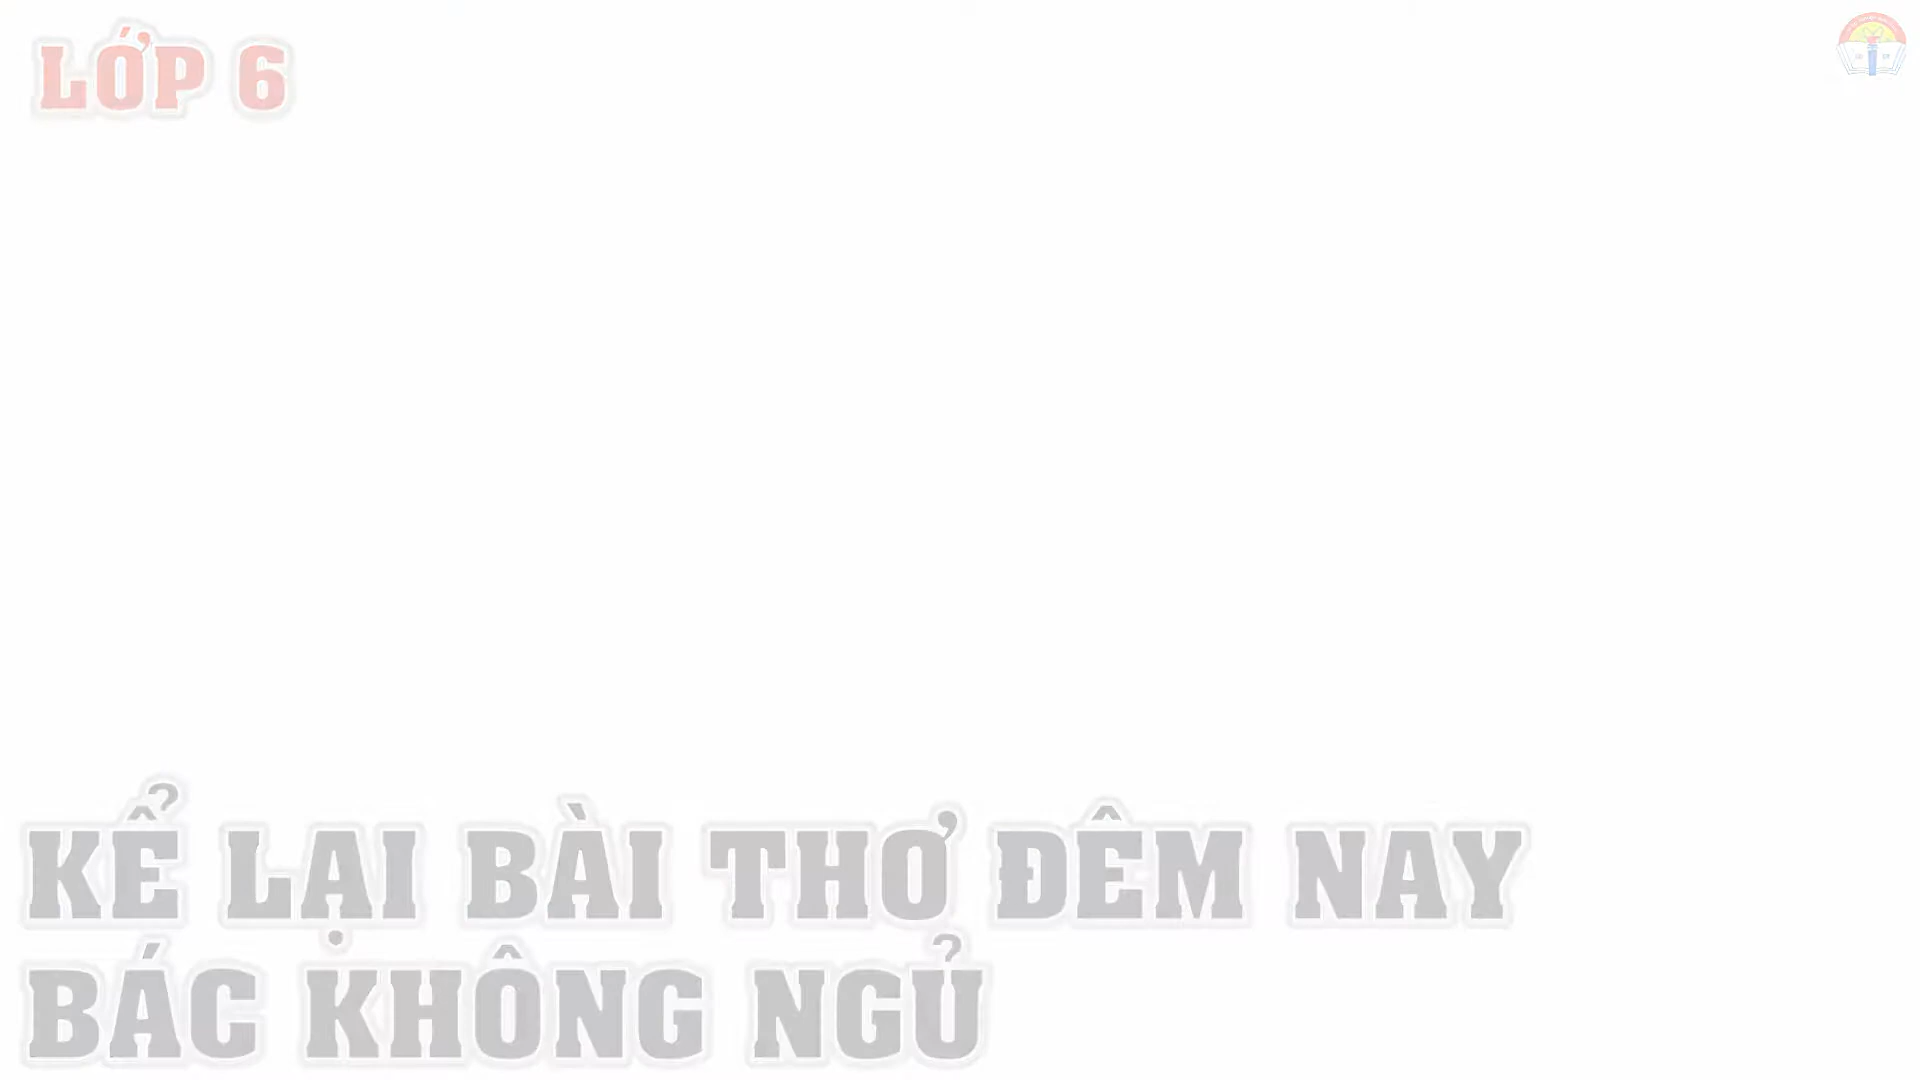 LỚP 6
KỂ LẠI BÀI THƠ ĐÊM NAY
BÁC KHÔNG NGỦ